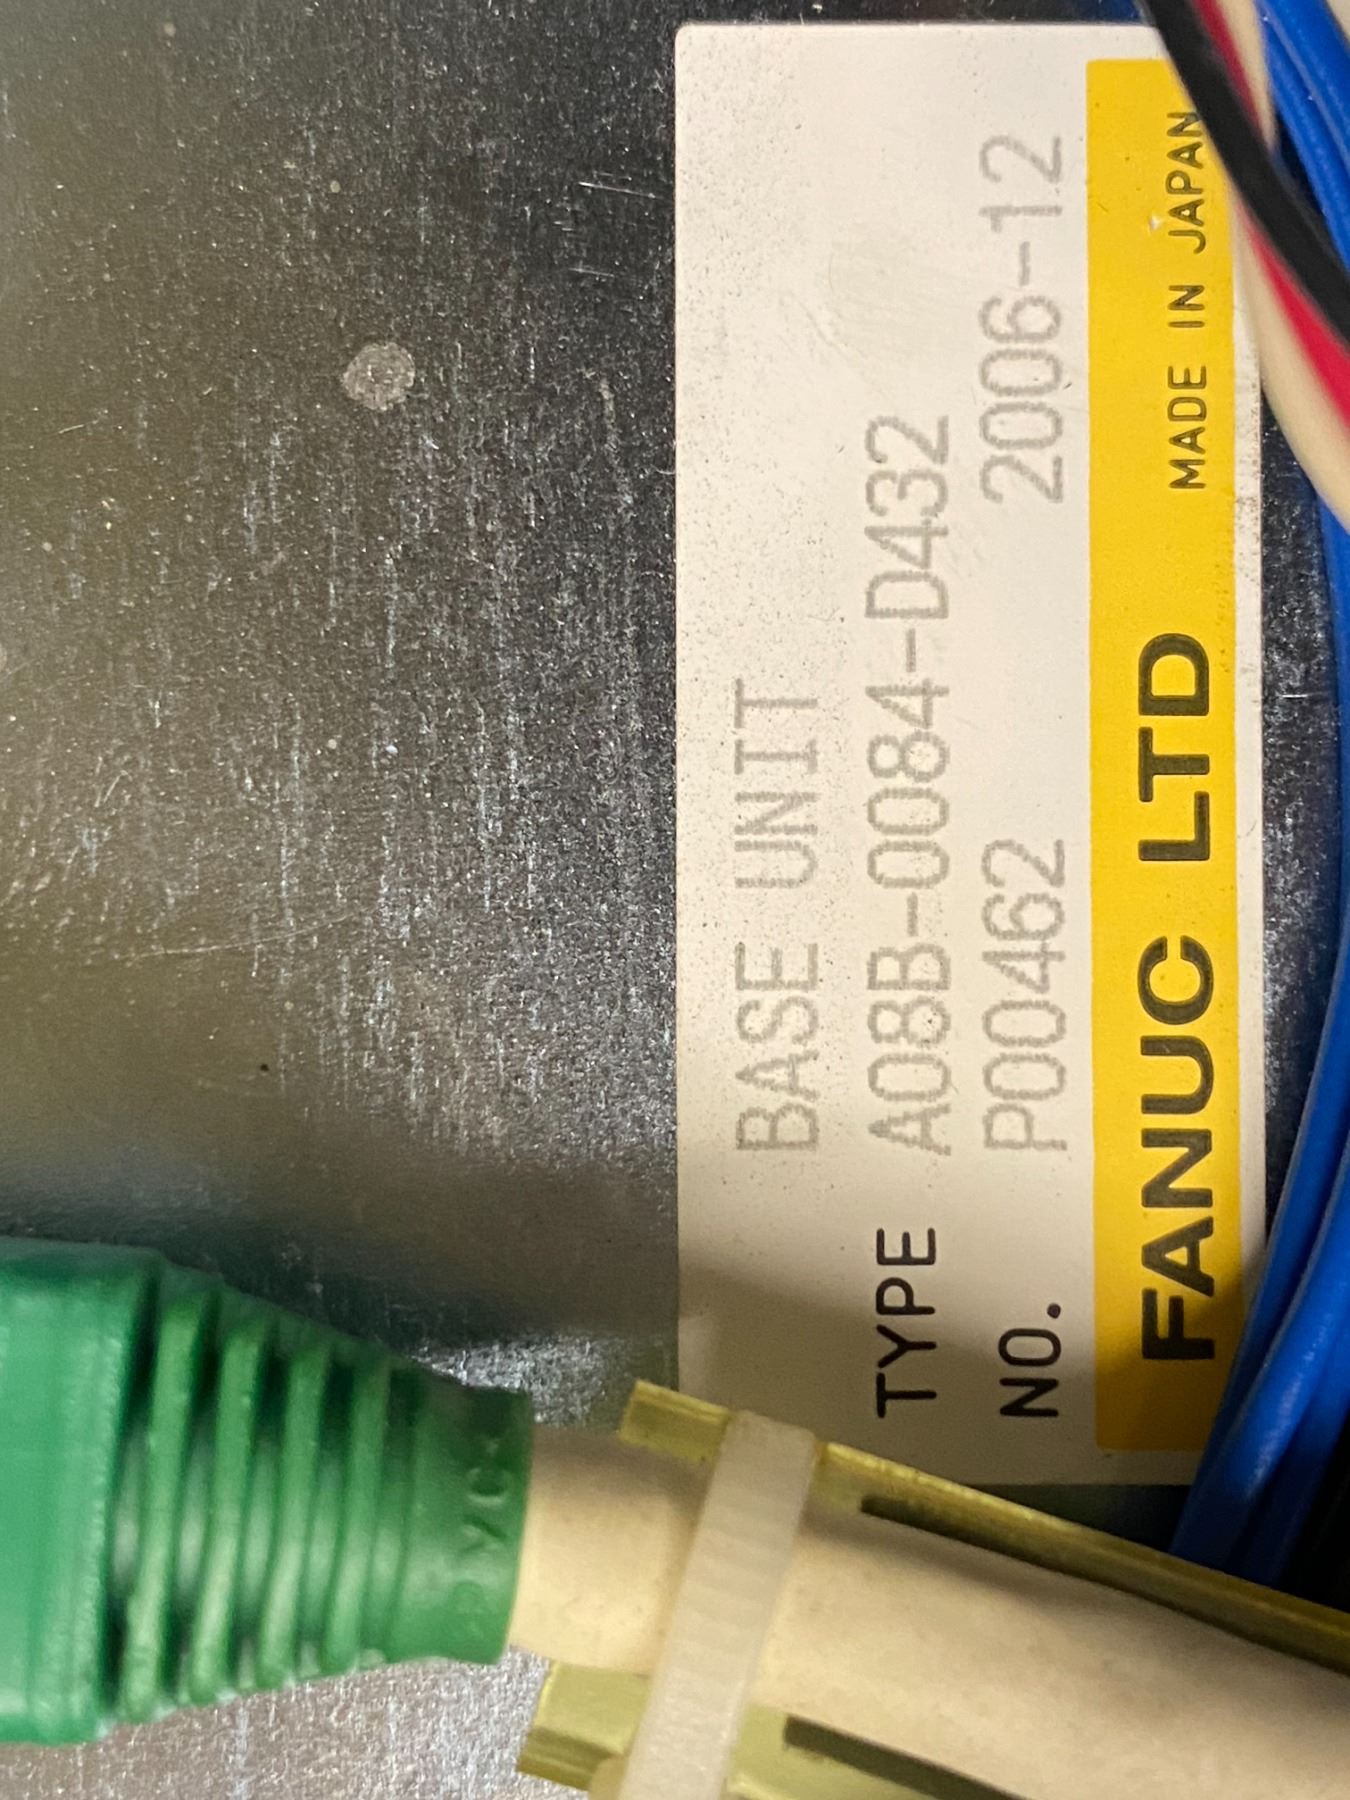 BASE UNIT
TYPE A08B-0084-D432
NO. P00462 2006-12
FANUC LTD MADE IN JAPAN